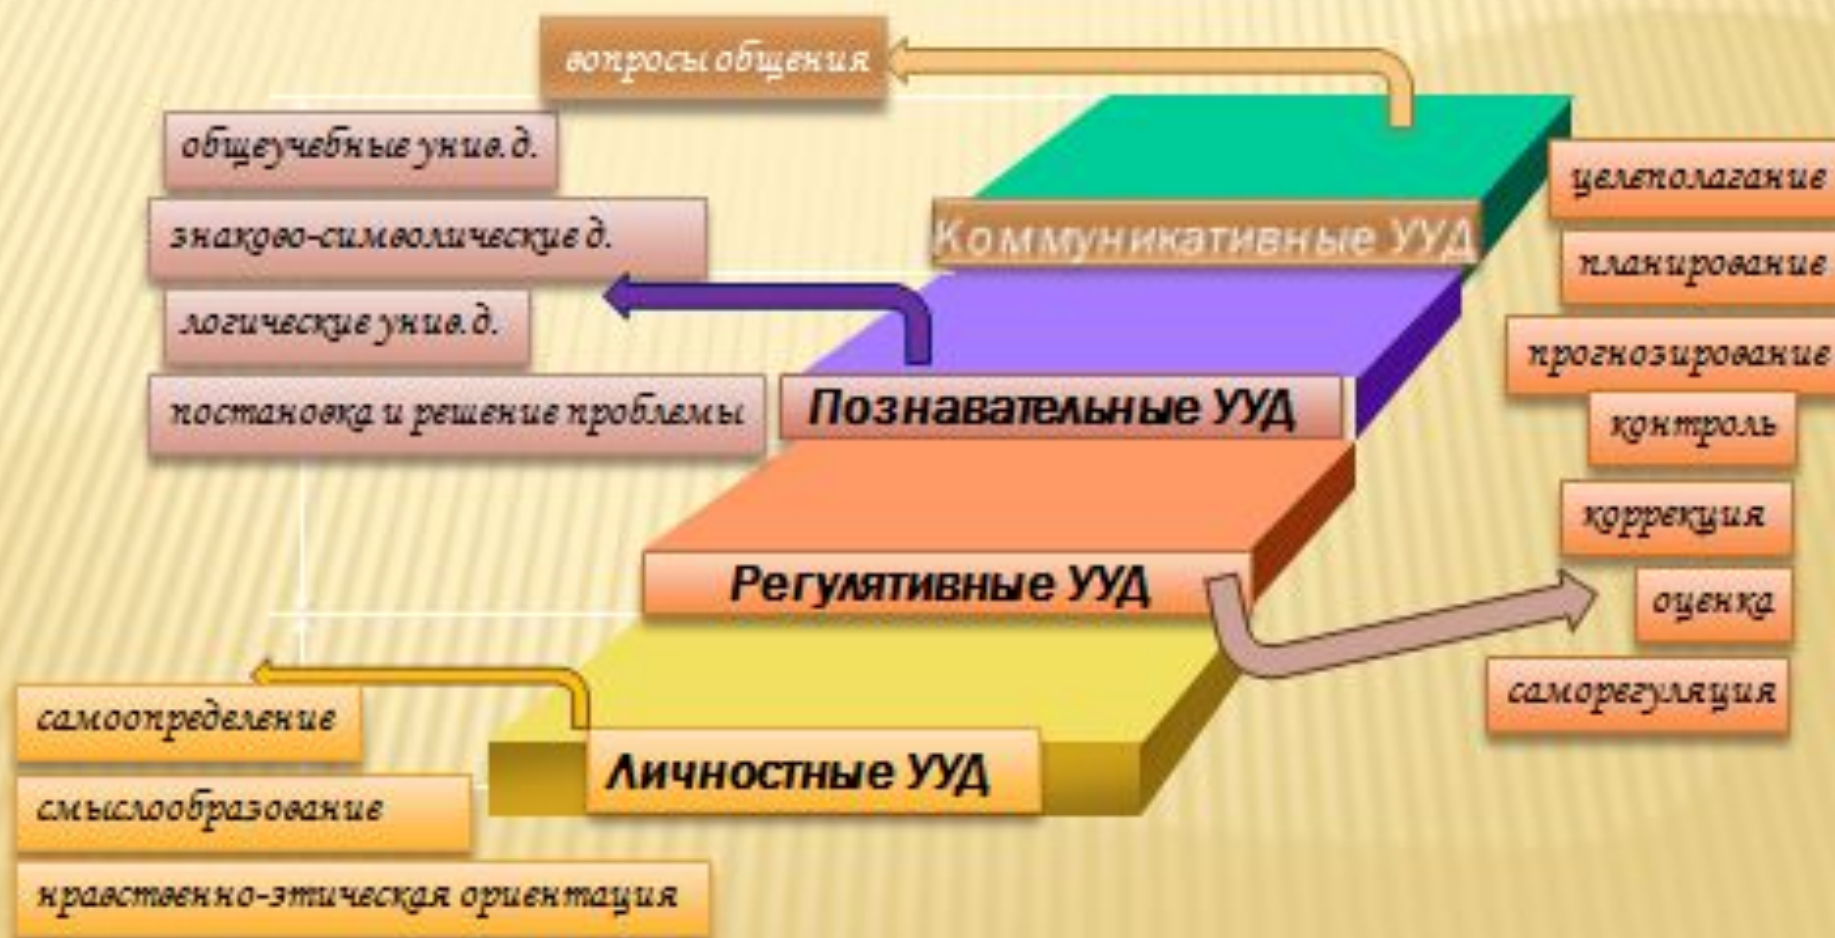 вопросы общения
общеучебные унив. д.
знаково-символические д.
логические унив. д.
постановка и решение проблемы
Коммуникативные УУД
Познавательные УУД
Регулятивные УУД
Личностные УУД
целеполагание
планирование
прогнозирование
контроль
коррекция
оценка
саморегуляция
самоопределение
смыслообразование
нравственно-этическая ориентация